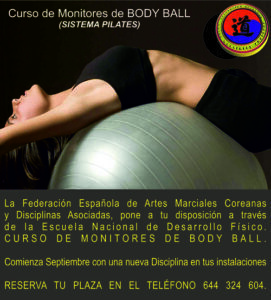 Curso de Monitores de BODY BALL
(SISTEMA PILATES)
道
La Federación Española de Artes Marciales Coreanas
y Disciplinas Asociadas, pone a tu disposición a través
de la Escuela Nacional de Desarrollo Físico.
CURSO DE MONITORES DE BODY BALL.
Comienza Septiembre con una nueva Disciplina en tus instalaciones
RESERVA TU PLAZA EN EL TELÉFONO 644 324 604.